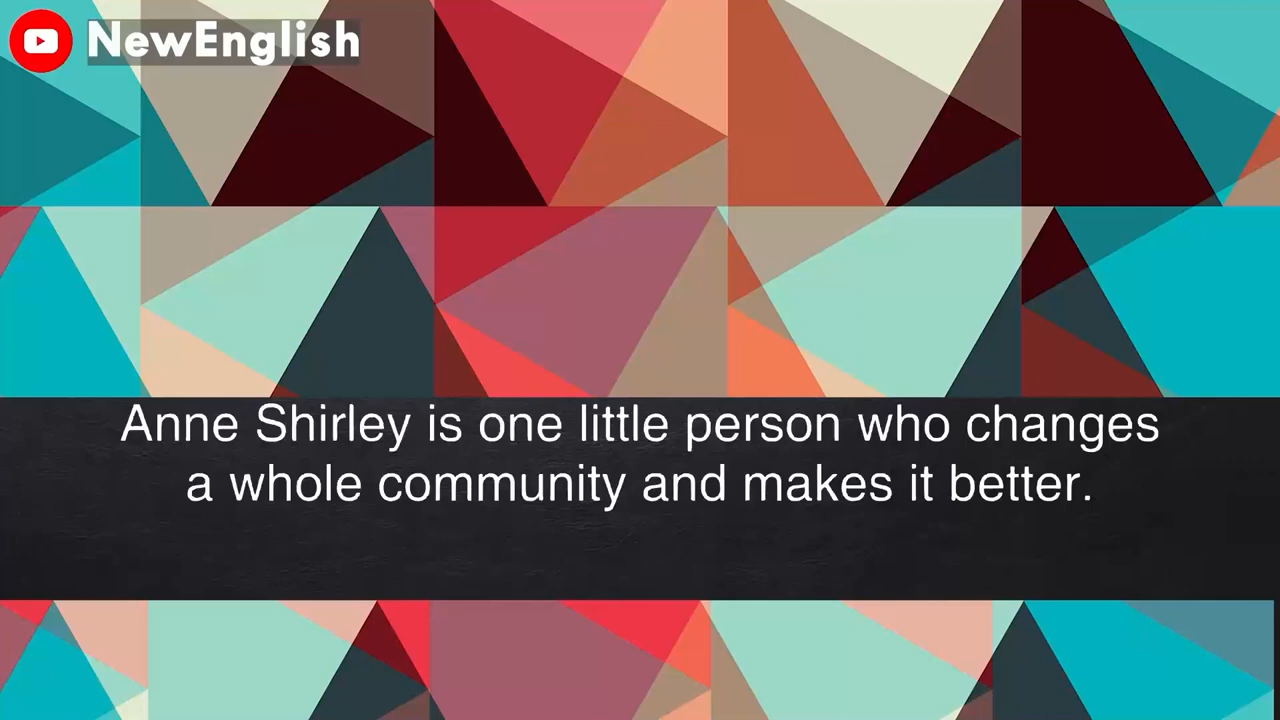 NewEnglish
Anne Shirley is one little person who changes
a whole community and makes it better.